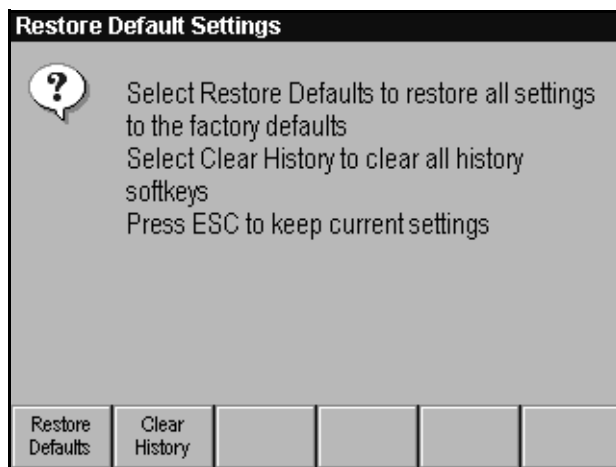 Restore Default Settings
?
Select Restore Defaults to restore all settings
to the factory defaults
Select Clear History to clear all history
softkeys
Press ESC to keep current settings
Restore
Defaults
Clear
History